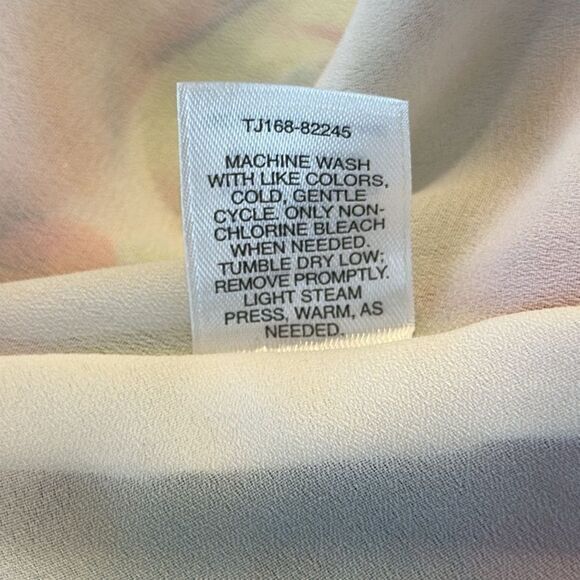 TJ168-82245
MACHINE WASH
WITH LIKE COLORS,
COLD, GENTLE
CYCLE. ONLY NON-
CHLORINE BLEACH
WHEN NEEDED.
TUMBLE DRY LOW;
REMOVE PROMPTLY.
LIGHT STEAM
PRESS, WARM, AS
NEEDED.